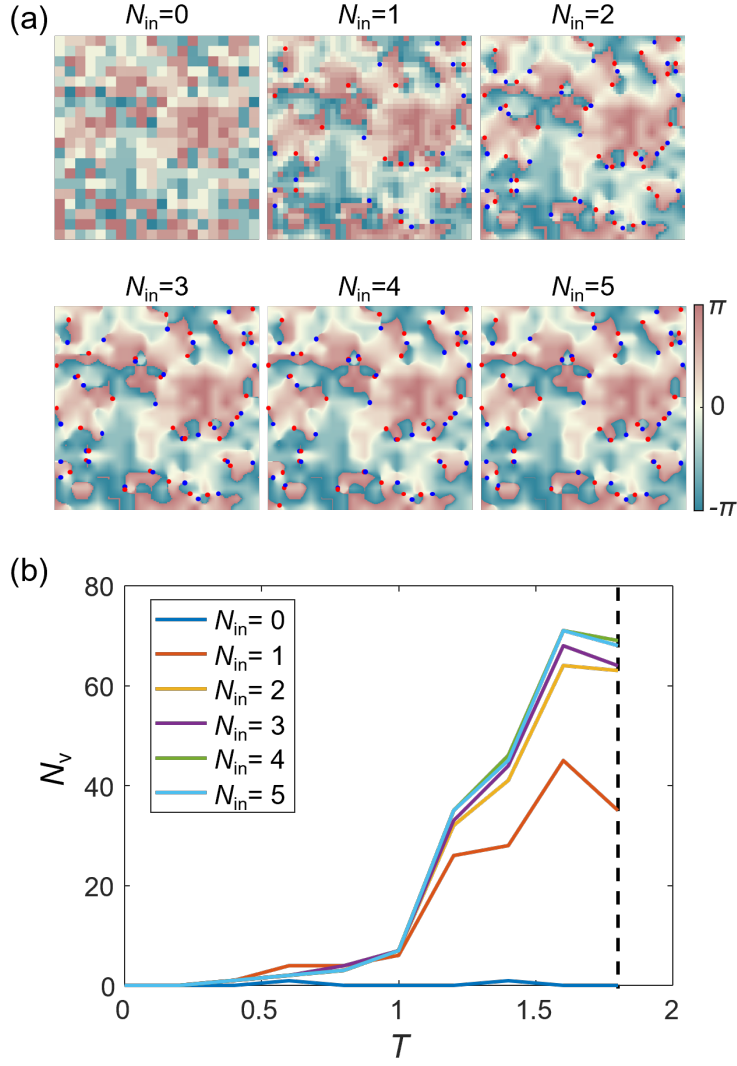 (a)
N_in=0 N_in=1 N_in=2
N_in=3 N_in=4 N_in=5
π
0
-π
(b)
80
60
40
20
0
N_v
N_in= 0
N_in= 1
N_in= 2
N_in= 3
N_in= 4
N_in= 5
0 0.5 1 1.5 2
T